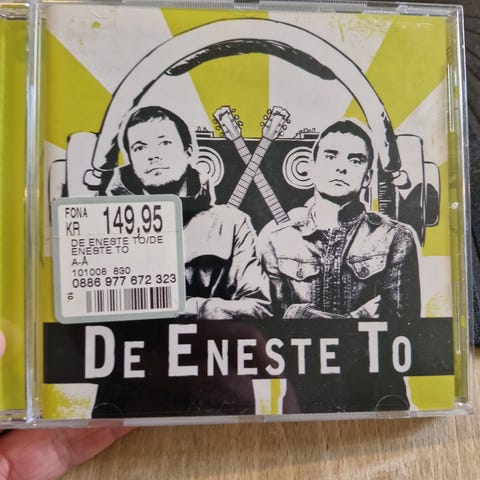 FONA
KR 149,95
DE ENESTE TO/DE
ENESTE TO
A-Å
101008 830
0886 977 672 323
10
DE ENESTE TO